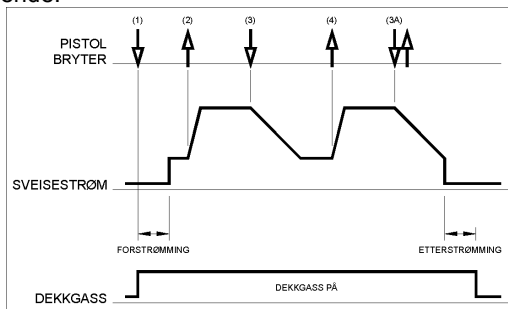 (1) (2) (3) (4) (3A)
PISTOL
BRYTER
SVEISESTRØM
FORSTRØMMING ETTERSTRØMMING
DEKKGASS PÅ
DEKKGASS